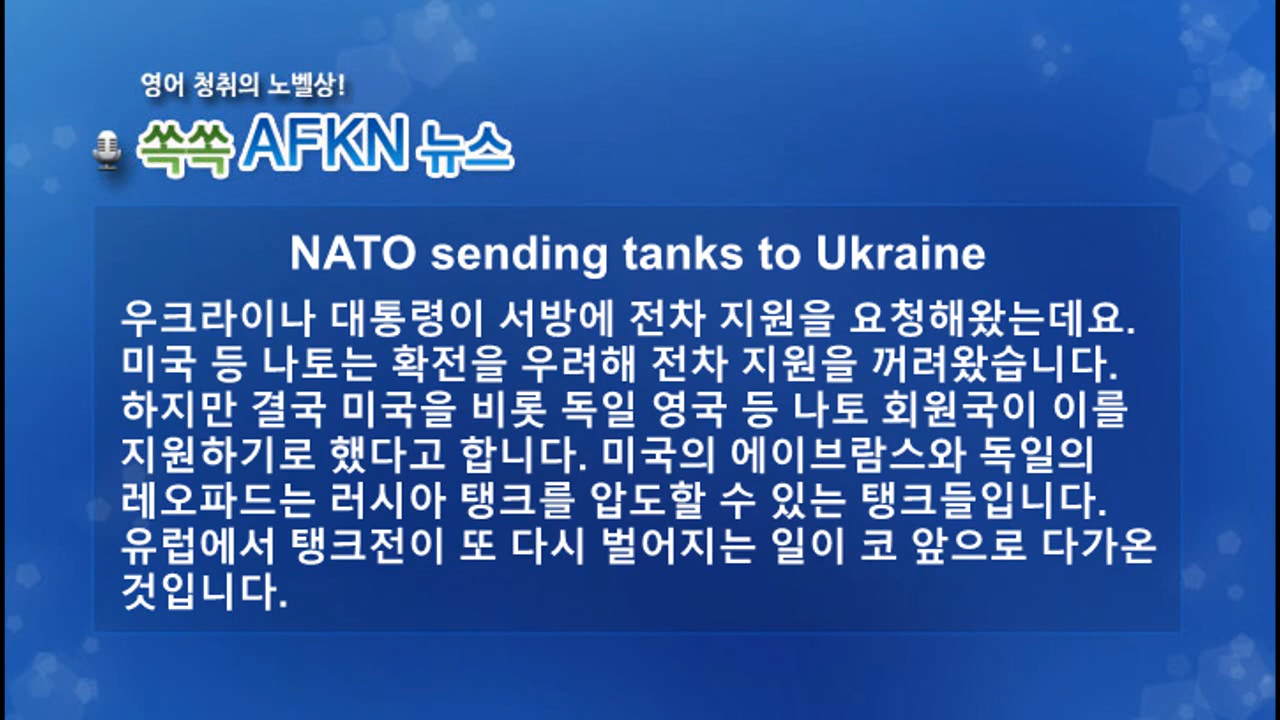 영어 청취의 노벨상!
쏙쏙 AFKN 뉴스
NATO sending tanks to Ukraine
우크라이나 대통령이 서방에 전차 지원을 요청해왔는데요.
미국 등 나토는 확전을 우려해 전차 지원을 꺼려왔습니다.
하지만 결국 미국을 비롯 독일 영국 등 나토 회원국이 이를
지원하기로 했다고 합니다. 미국의 에이브람스와 독일의
레오파드는 러시아 탱크를 압도할 수 있는 탱크들입니다.
유럽에서 탱크전이 또 다시 벌어지는 일이 코 앞으로 다가온
것입니다.